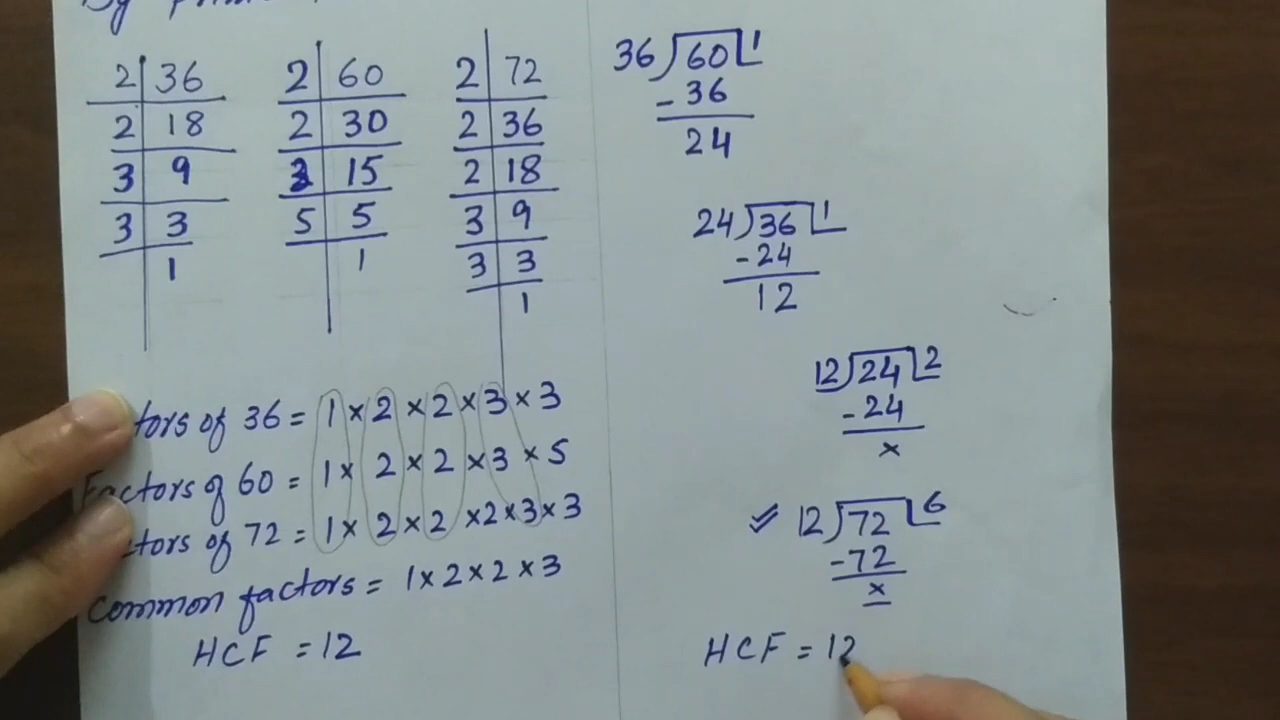 By
2 | 36
2 | 18
3 | 9
3 | 3
1
2 | 60
2 | 30
3 | 15
5 | 5
1
2 | 72
2 | 36
2 | 18
3 | 9
3 | 3
1
tors of 36 = 1 × 2 × 2 × 3 × 3
Factors of 60 = 1 × 2 × 2 × 3 × 5
tors of 72 = 1 × 2 × 2 × 2 × 3 × 3
Common factors = 1 × 2 × 2 × 3
HCF = 12
36 ) 60 1
- 36
24
24 ) 36 1
- 24
12
12 ) 24 2
- 24
×
12 ) 72 6
- 72
×
HCF = 12